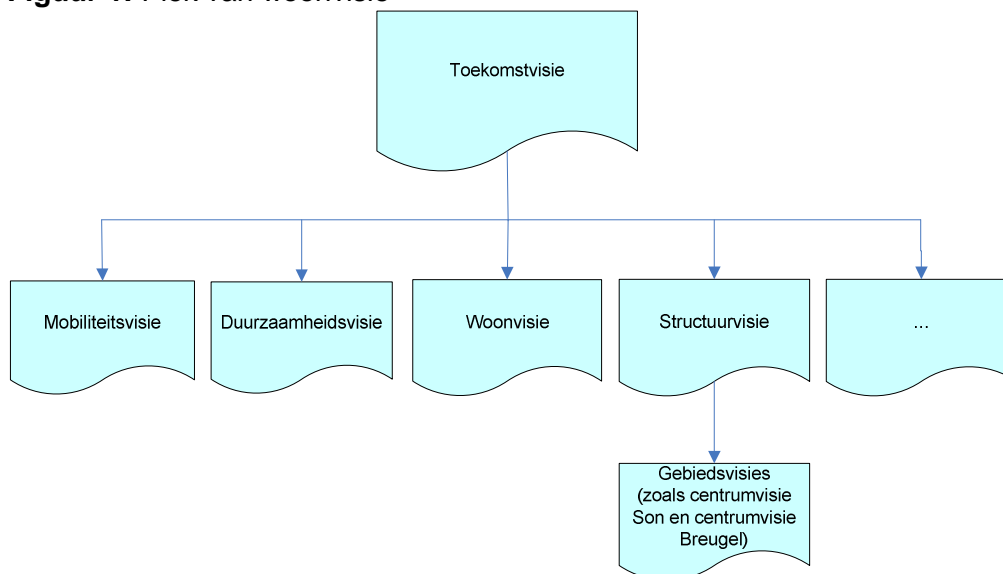 Toekomstvisie
Mobiliteitsvisie
Duurzaamheidsvisie
Woonvisie
Structuurvisie
...
Gebiedsvisies
(zoals centrumvisie
Son en centrumvisie
Breugel)